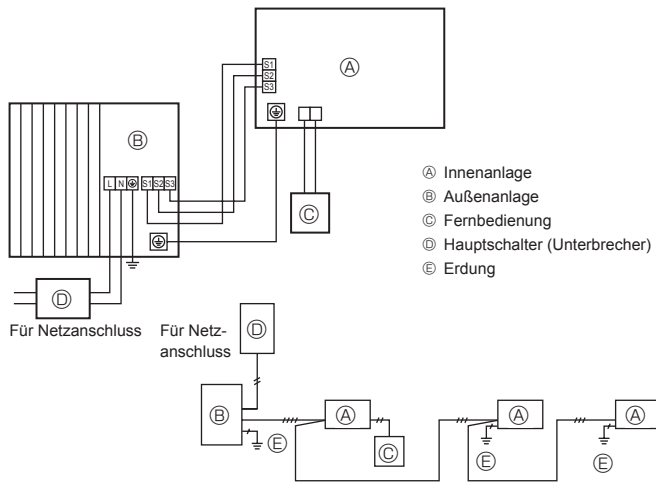 S1
S2
S3
Ⓐ
Ⓑ
L N S1 S2 S3
Ⓒ
Ⓐ Innenanlage
Ⓑ Außenanlage
Ⓒ Fernbedienung
Ⓓ Hauptschalter (Unterbrecher)
Ⓔ Erdung
Ⓓ
Für Netzanschluss
Für Netz-
anschluss
Ⓓ
Ⓑ
Ⓔ
Ⓐ
Ⓒ
Ⓐ
Ⓔ
Ⓐ
Ⓔ